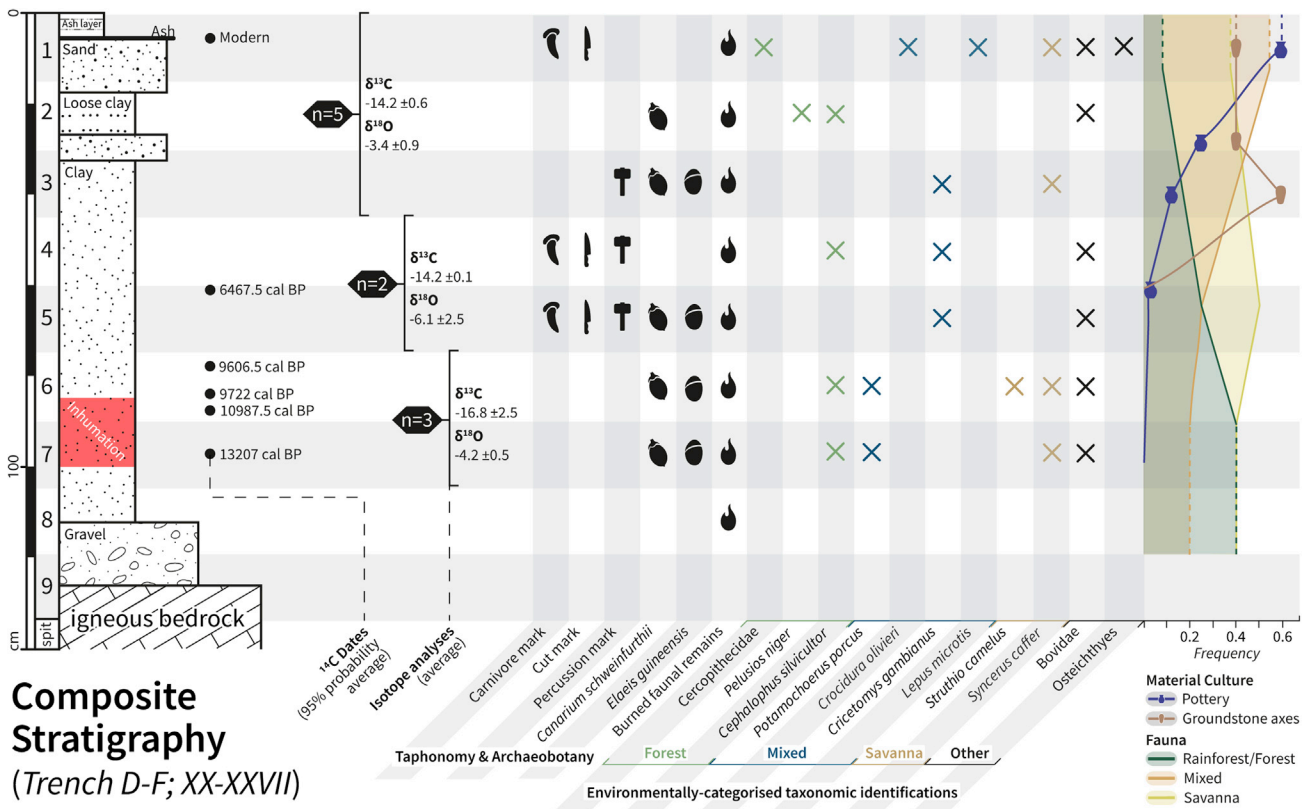 0
Ash layer
Ash
Modern
1
Sand
δ¹³C
-14.2 ±0.6
n=5
2
Loose clay
δ¹⁸O
-3.4 ±0.9
3
Clay
4
δ¹³C
-14.2 ±0.1
n=2
6467.5 cal BP
δ¹⁸O
-6.1 ±2.5
5
9606.5 cal BP
6
9722 cal BP
10987.5 cal BP
δ¹³C
-16.8 ±2.5
n=3
Inhumation
δ¹⁸O
-4.2 ±0.5
7
13207 cal BP
100
8
Gravel
9
igneous bedrock
cm
spit
¹⁴C Dates
(95% probability
average)
Isotope analyses
(average)
Carnivore mark
Cut mark
Percussion mark
Canarium schweinfurthii
Elaeis guineensis
Burned faunal remains
Cercopithecidae
Pelusios niger
Cephalophus silvicultor
Potamochoerus porcus
Crocidura olivieri
Cricetomys gambianus
Lepus microtis
Struthio camelus
Syncerus caffer
Bovidae
Osteichthyes
0.2 0.4 0.6
Frequency
Taphonomy & Archaeobotany
Forest
Mixed
Savanna
Other
Environmentally-categorised taxonomic identifications
Composite
Stratigraphy
(Trench D-F; XX-XXVII)
Material Culture
Pottery
Groundstone axes
Fauna
Rainforest/Forest
Mixed
Savanna